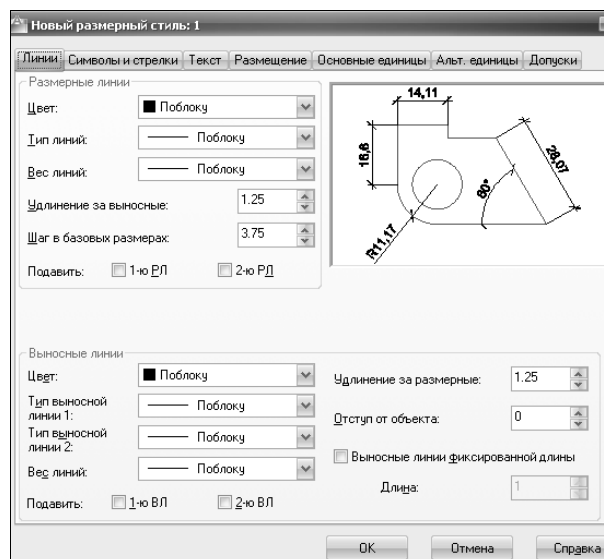 Новый размерный стиль: 1
Линии Символы и стрелки Текст Размещение Основные единицы Альт. единицы Допуски
Размерные линии
Цвет: Поблоку
Тип линий: Поблоку
Вес линий: Поблоку
Удлинение за выносные: 1.25
Шаг в базовых размерах: 3.75
Подавить: 1-ю РЛ 2-ю РЛ
14,11
16,6
28,07
60°
R11,17
Выносные линии
Цвет: Поблоку
Тип выносной линии 1: Поблоку
Тип выносной линии 2: Поблоку
Вес линий: Поблоку
Подавить: 1-ю ВЛ 2-ю ВЛ
Удлинение за размерные: 1.25
Отступ от объекта: 0
Выносные линии фиксированной длины
Длина: 1
OK Отмена Справка